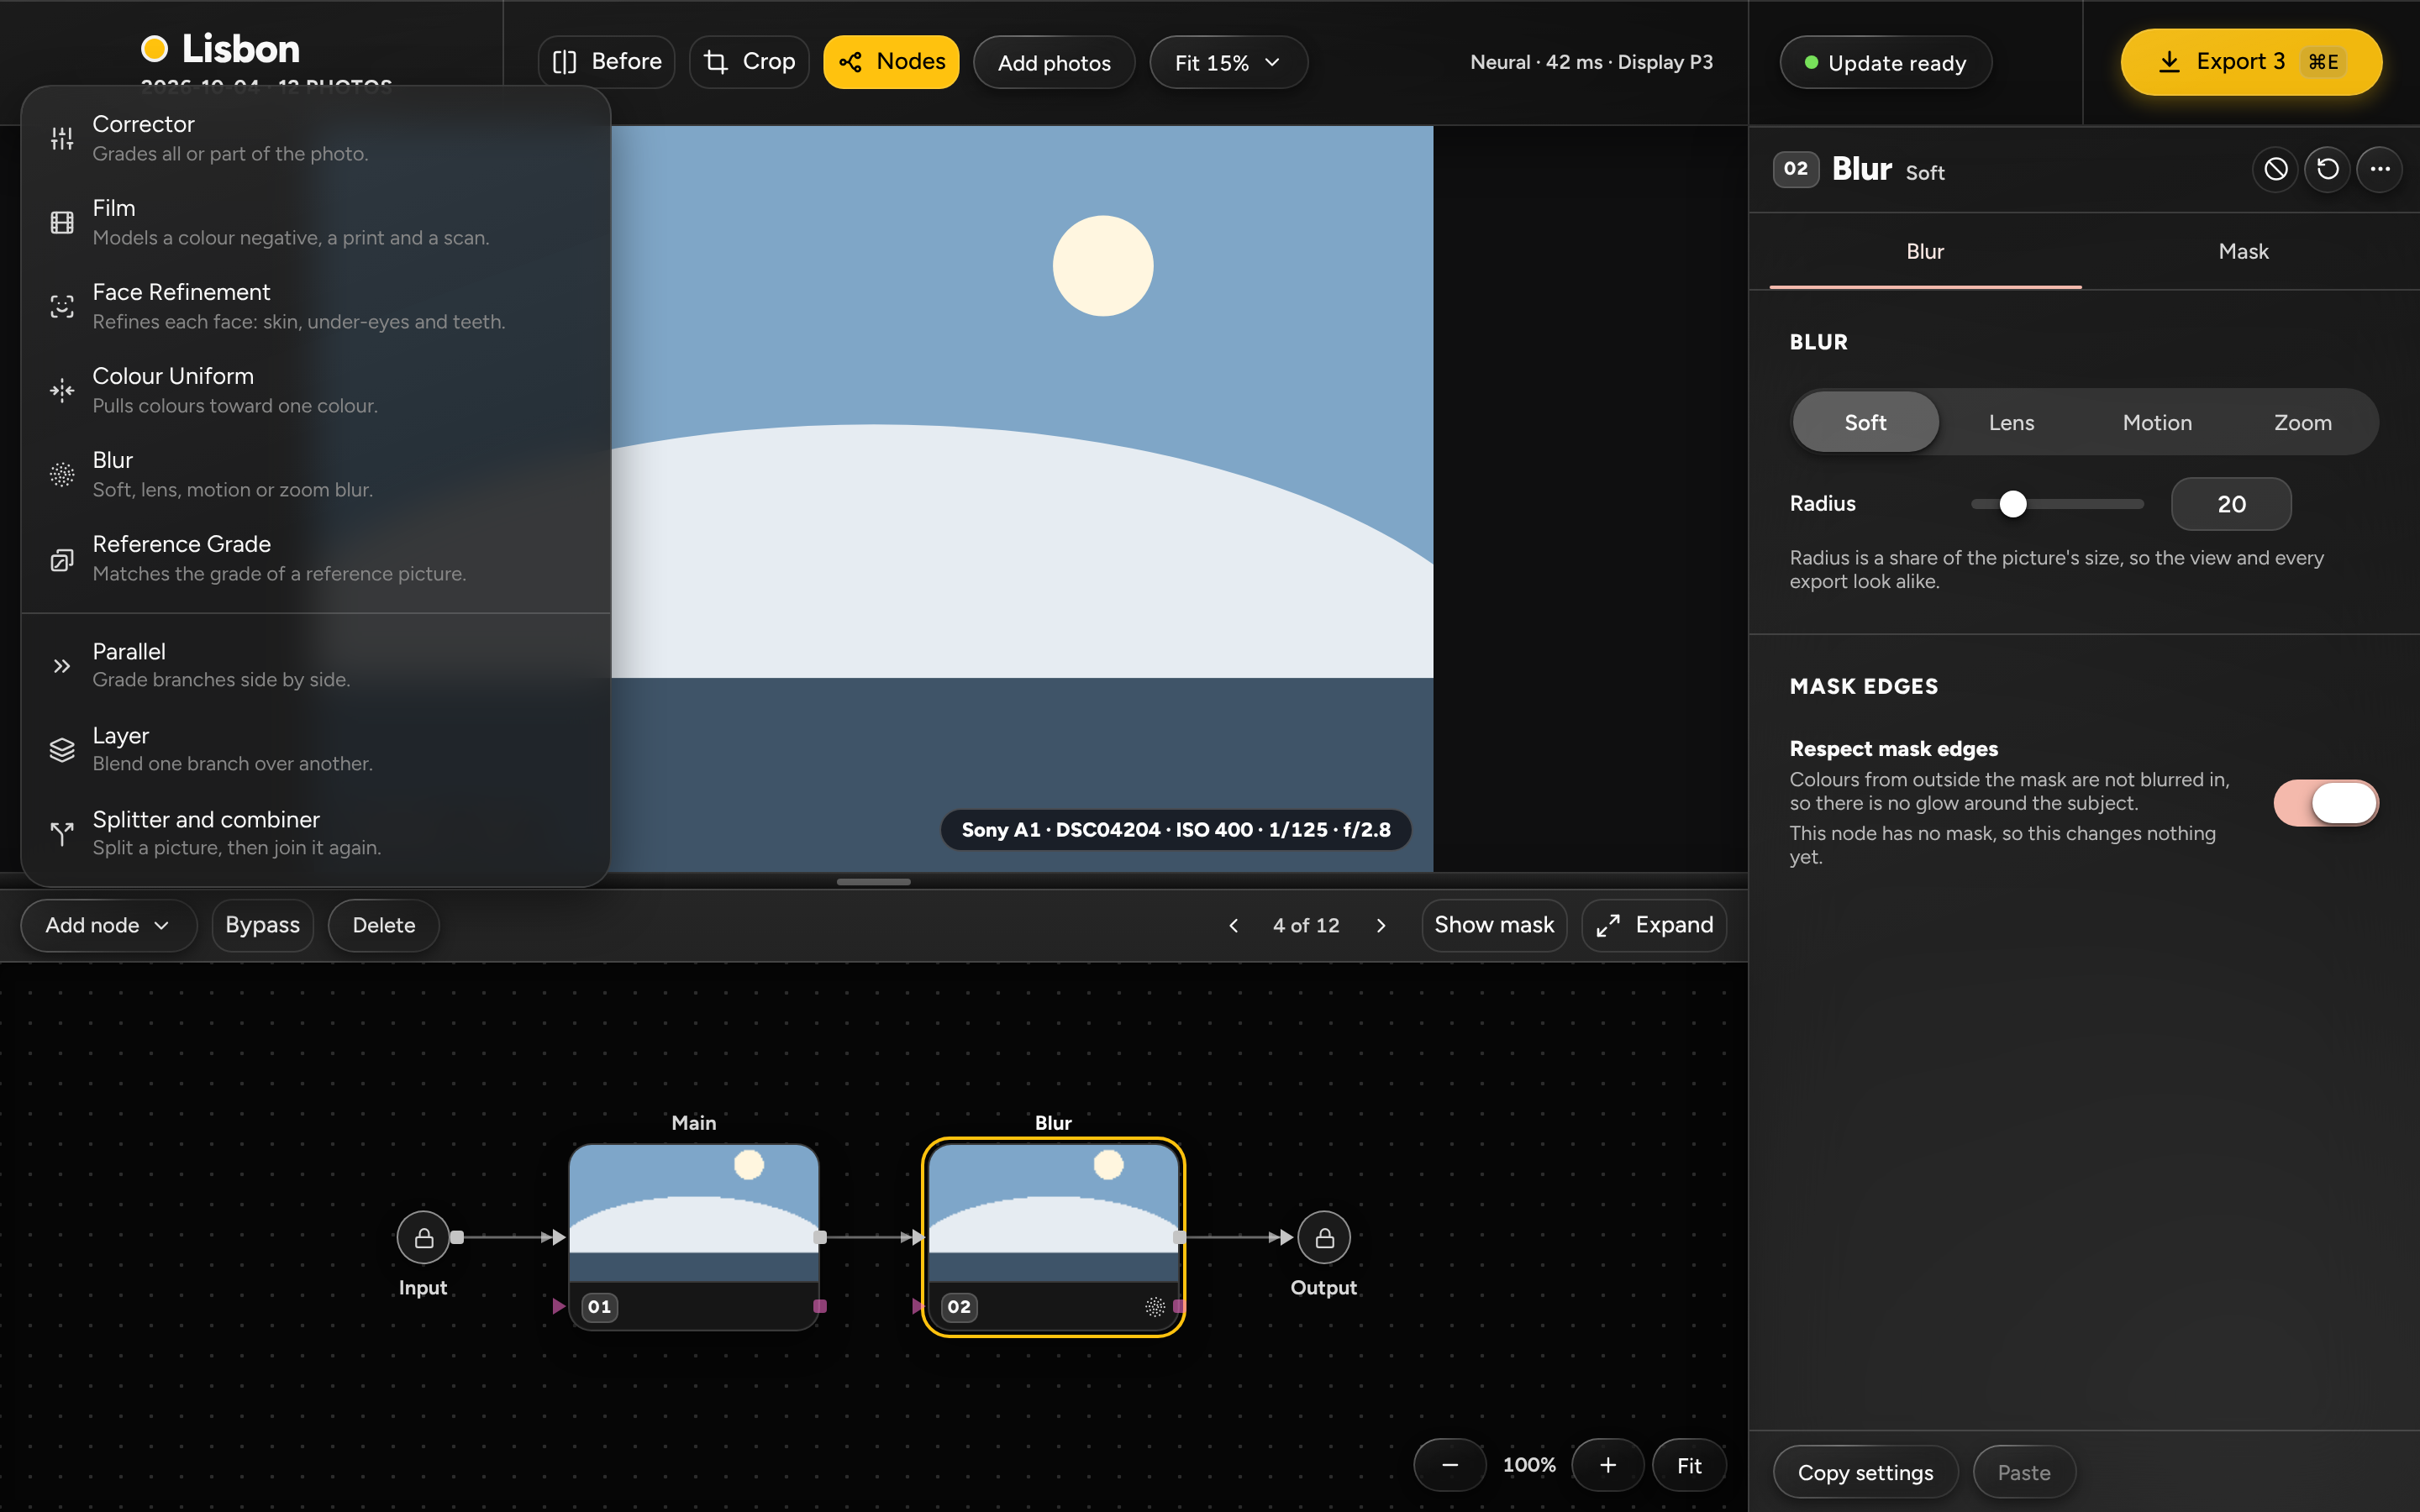 Lisbon
2026-10-04 · 12 PHOTOS
Before
Crop
Nodes
Add photos
Fit 15%
Neural · 42 ms · Display P3
Update ready
Export 3 ⌘E
Corrector
Grades all or part of the photo.
Film
Models a colour negative, a print and a scan.
Face Refinement
Refines each face: skin, under-eyes and teeth.
Colour Uniform
Pulls colours toward one colour.
Blur
Soft, lens, motion or zoom blur.
Reference Grade
Matches the grade of a reference picture.
Parallel
Grade branches side by side.
Layer
Blend one branch over another.
Splitter and combiner
Split a picture, then join it again.
Sony A1 · DSC04204 · ISO 400 · 1/125 · f/2.8
Add node
Bypass
Delete
4 of 12
Show mask
Expand
Main
Blur
Input
01
02
Output
100%
Fit
02 Blur Soft
Blur
Mask
BLUR
Soft
Lens
Motion
Zoom
Radius
20
Radius is a share of the picture's size, so the view and every
export look alike.
MASK EDGES
Respect mask edges
Colours from outside the mask are not blurred in,
so there is no glow around the subject.
This node has no mask, so this changes nothing
yet.
Copy settings
Paste